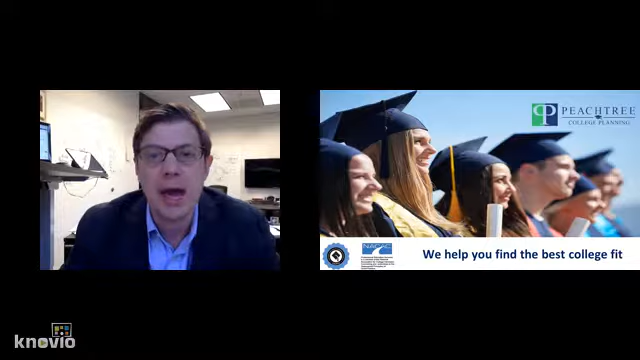 PEACHTREE
COLLEGE PLANNING
NACAC
We help you find the best college fit
knovio